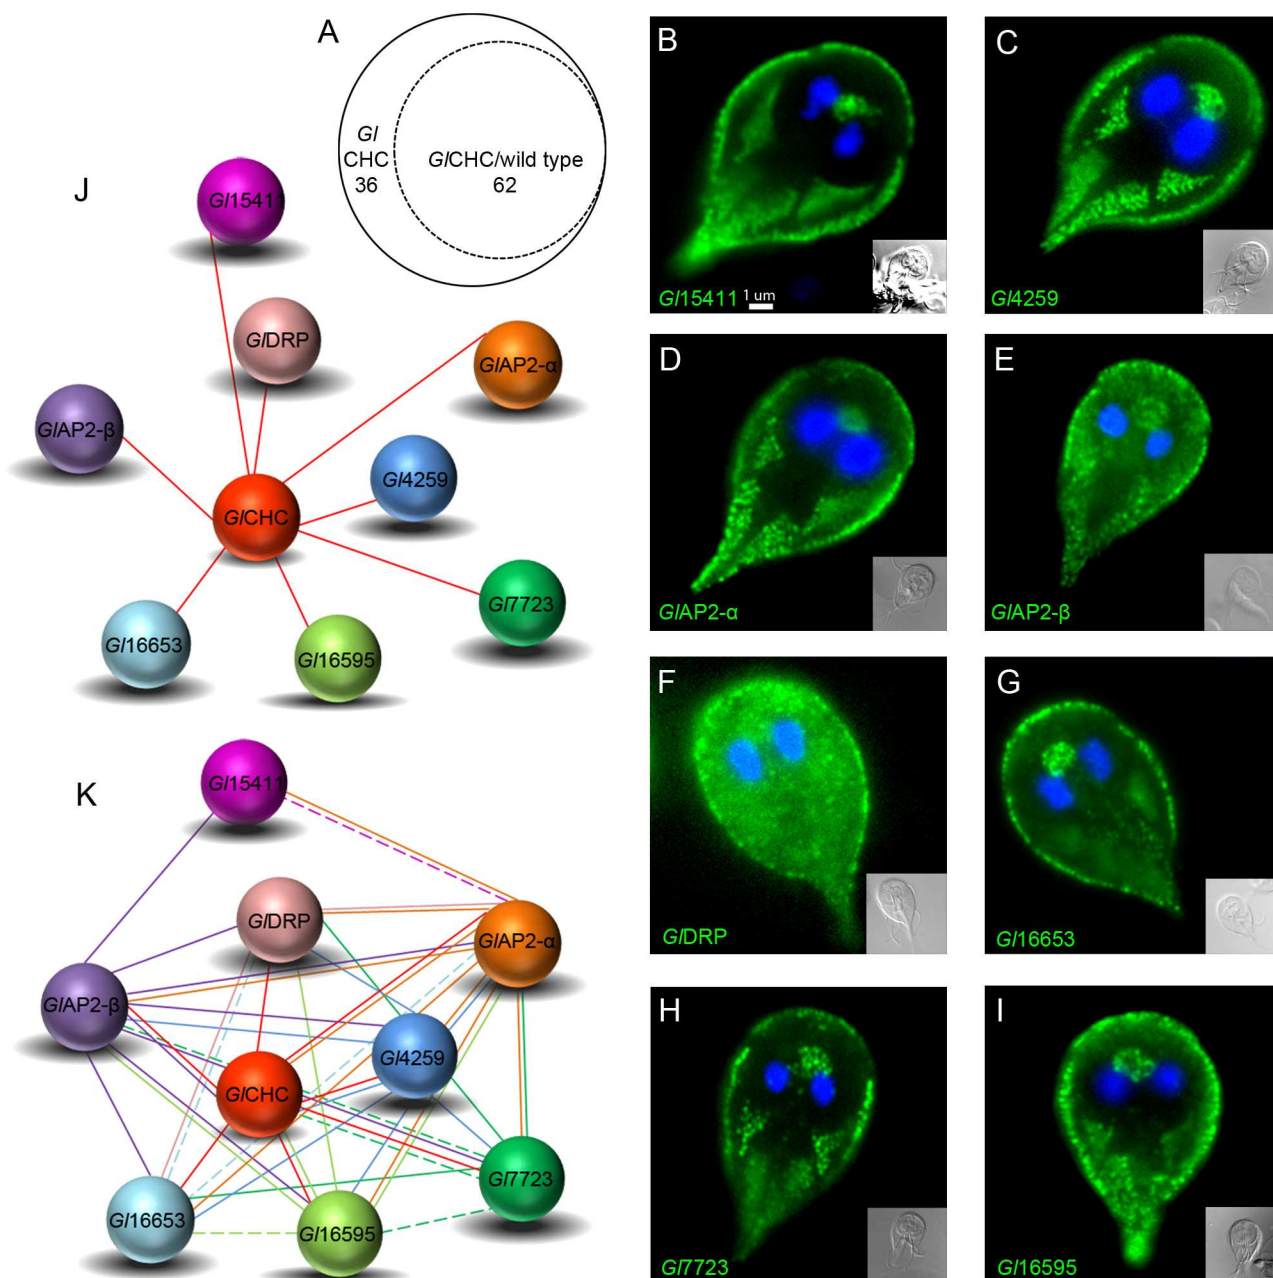 A
Gl
CHC
36
GlCHC/wild type
62
B
Gl15411
1 um
C
Gl4259
D
GlAP2-α
E
GlAP2-β
F
GlDRP
G
Gl16653
H
Gl7723
I
Gl16595
J
Gl15411
GlDRP
GlAP2-α
GlAP2-β
Gl4259
GlCHC
Gl7723
Gl16653
Gl16595
K
Gl15411
GlDRP
GlAP2-α
GlAP2-β
Gl4259
GlCHC
Gl7723
Gl16653
Gl16595